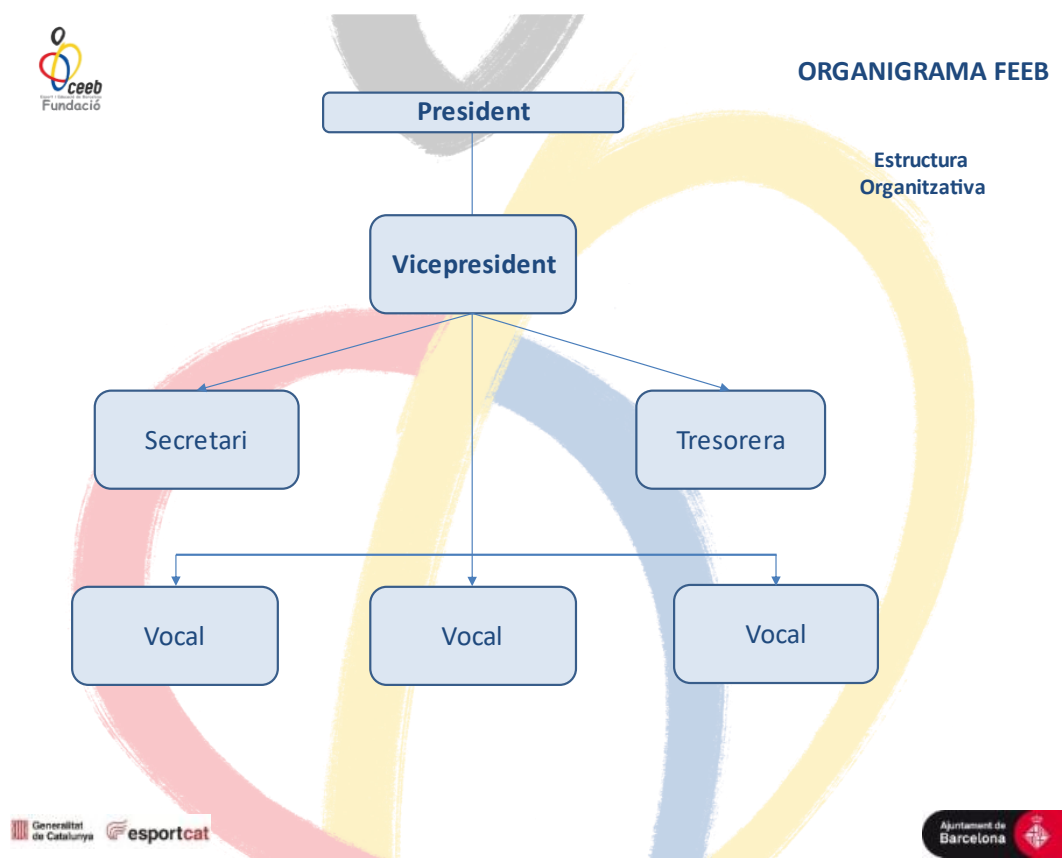 ceeb
Fundació
ORGANIGRAMA FEEB
President
Estructura
Organitzativa
Vicepresident
Secretari
Tresorera
Vocal
Vocal
Vocal
Generalitat
de Catalunya
esportcat
Ajuntament de
Barcelona